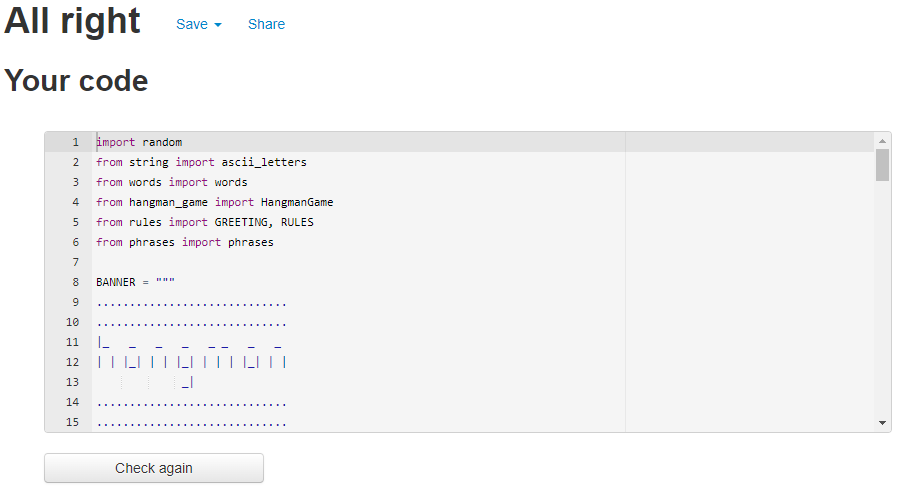 All right
Save
Share
Your code
1 import random
2 from string import ascii_letters
3 from words import words
4 from hangman_game import HangmanGame
5 from rules import GREETING, RULES
6 from phrases import phrases
7
8 BANNER = """
9 .............................
10 .............................
11 |_   _   _   _   _ _   _   _
12 | | |_| | | |_| | | | |_| | |
13              _|
14 .............................
15 .............................
Check again